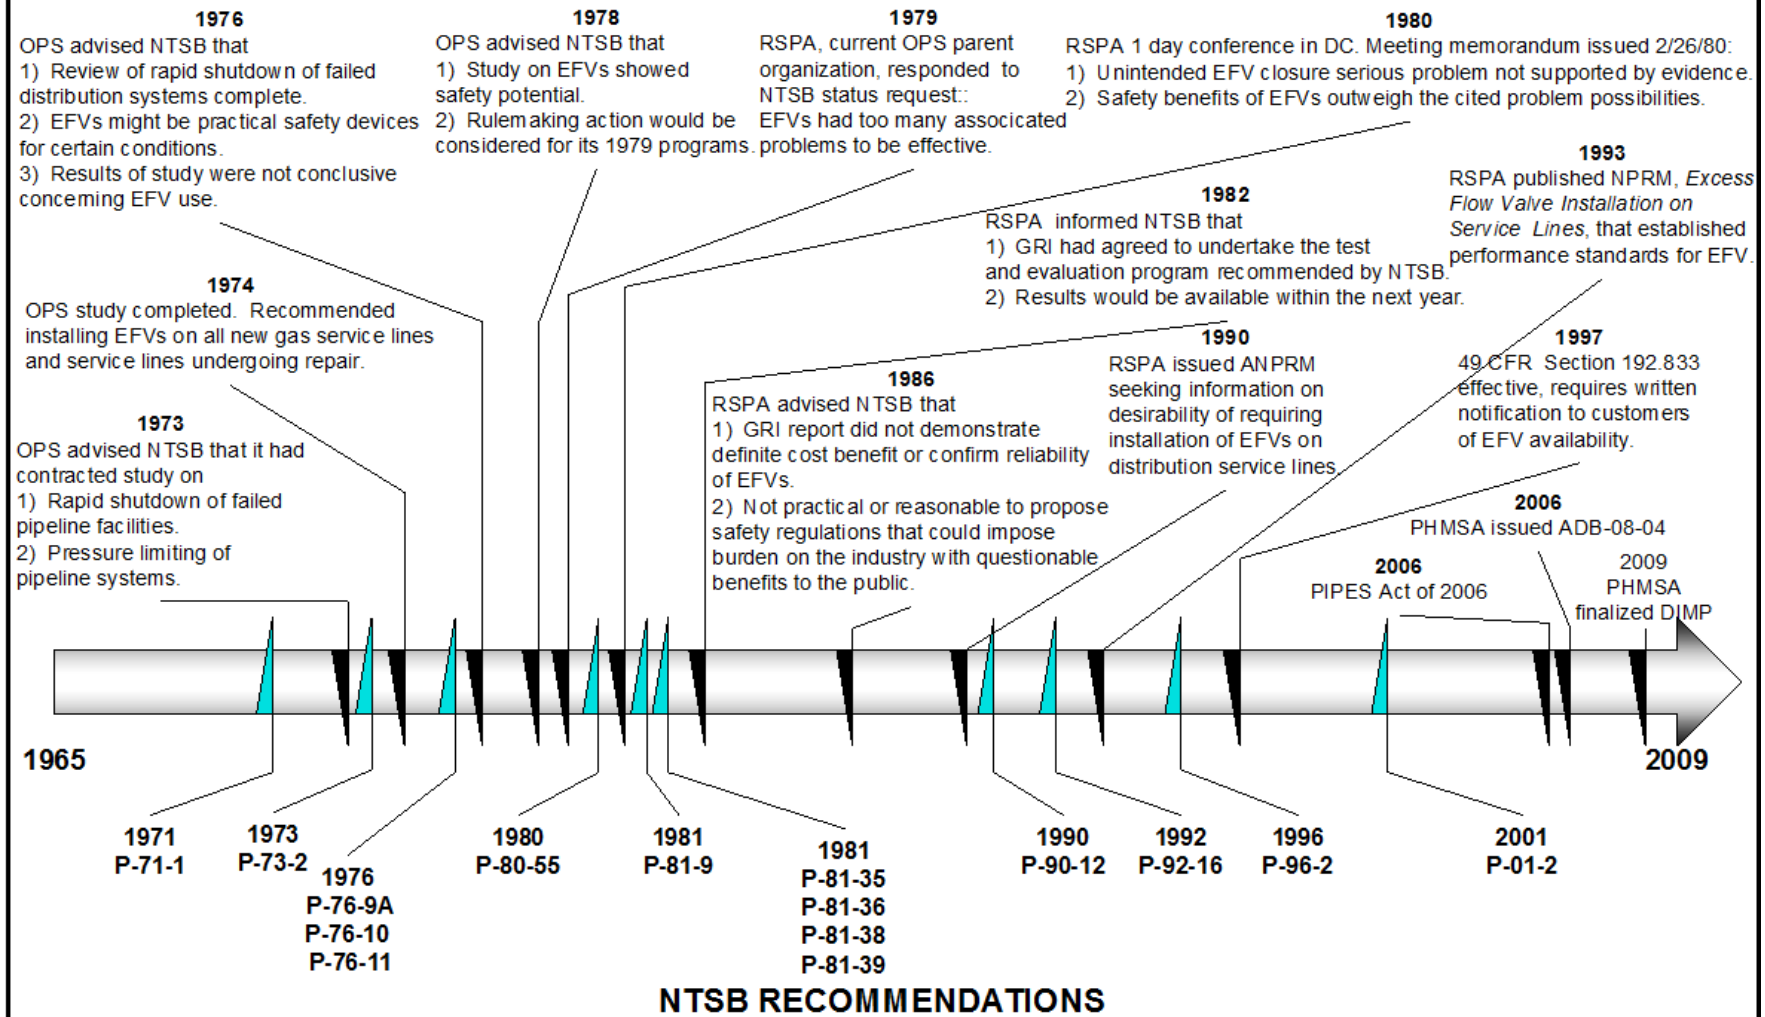 1976
OPS advised NTSB that
1) Review of rapid shutdown of failed
distribution systems complete.
2) EFVs might be practical safety devices
for certain conditions.
3) Results of study were not conclusive
concerning EFV use.
1978
OPS advised NTSB that
1) Study on EFVs showed
safety potential.
2) Rulemaking action would be
considered for its 1979 programs.
1979
RSPA, current OPS parent
organization, responded to
NTSB status request::
EFVs had too many associcated
problems to be effective.
1980
RSPA 1 day conference in DC. Meeting memorandum issued 2/26/80:
1) Unintended EFV closure serious problem not supported by evidence.
2) Safety benefits of EFVs outweigh the cited problem possibilities.
1993
RSPA published NPRM, Excess
Flow Valve Installation on
Service Lines, that established
performance standards for EFV.
1982
RSPA informed NTSB that
1) GRI had agreed to undertake the test
and evaluation program recommended by NTSB.
2) Results would be available within the next year.
1974
OPS study completed. Recommended
installing EFVs on all new gas service lines
and service lines undergoing repair.
1990
RSPA issued ANPRM
seeking information on
desirability of requiring
installation of EFVs on
distribution service lines.
1997
49 CFR Section 192.833
effective, requires written
notification to customers
of EFV availability.
1986
RSPA advised NTSB that
1) GRI report did not demonstrate
definite cost benefit or confirm reliability
of EFVs.
2) Not practical or reasonable to propose
safety regulations that could impose
burden on the industry with questionable
benefits to the public.
1973
OPS advised NTSB that it had
contracted study on
1) Rapid shutdown of failed
pipeline facilities.
2) Pressure limiting of
pipeline systems.
2006
PHMSA issued ADB-08-04
2006
PIPES Act of 2006
2009
PHMSA
finalized DIMP
1965
2009
1971
P-71-1
1973
P-73-2
1976
P-76-9A
P-76-10
P-76-11
1980
P-80-55
1981
P-81-9
1981
P-81-35
P-81-36
P-81-38
P-81-39
1990
P-90-12
1992
P-92-16
1996
P-96-2
2001
P-01-2
NTSB RECOMMENDATIONS